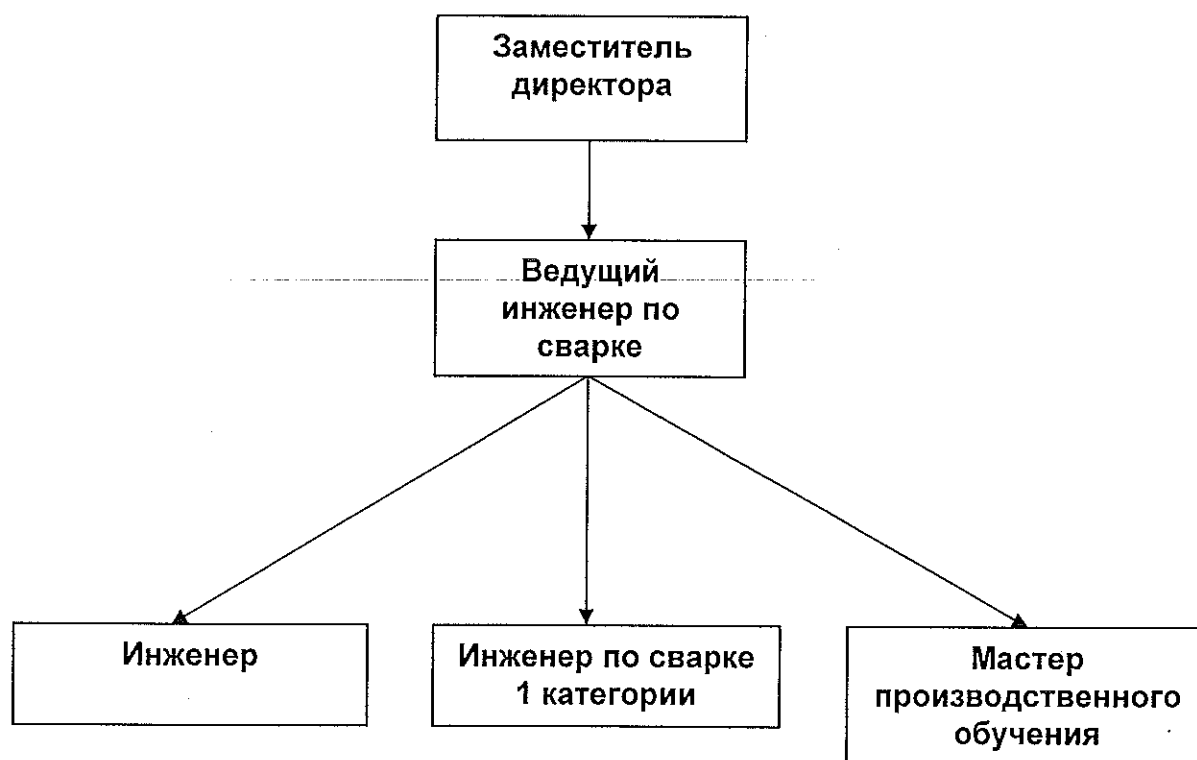 Заместитель
директора
Ведущий
инженер по
сварке
Инженер
Инженер по сварке
1 категории
Мастер
производственного
обучения